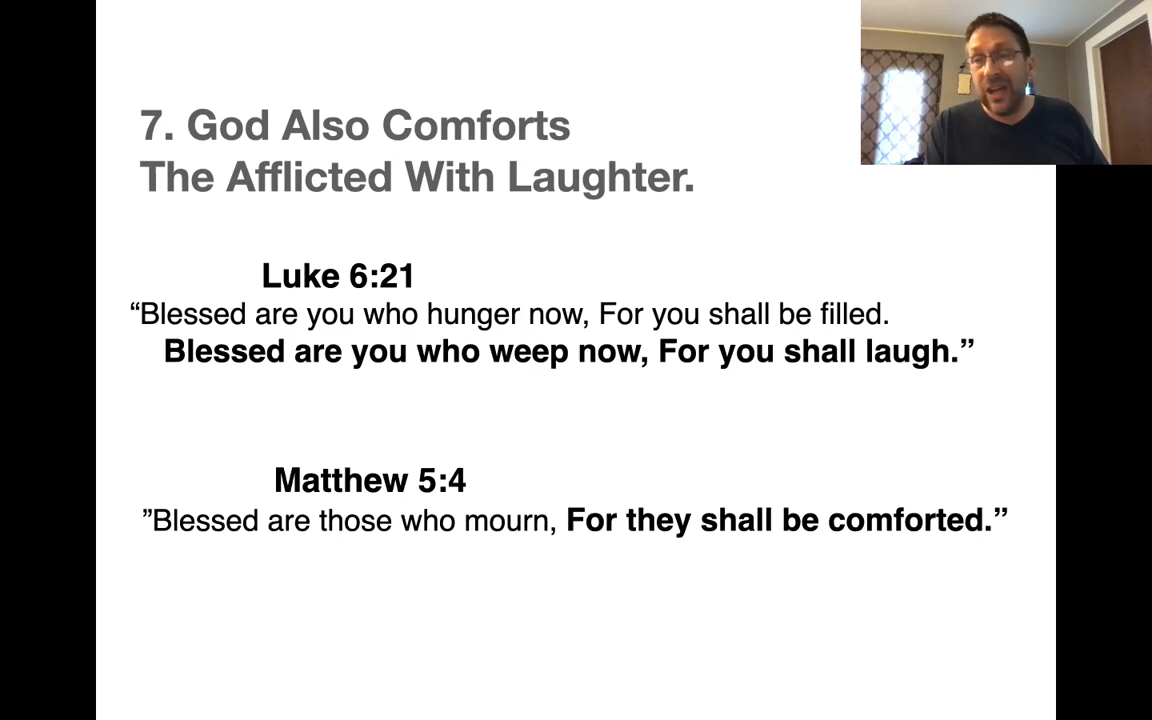 7. God Also Comforts
The Afflicted With Laughter.
Luke 6:21
“Blessed are you who hunger now, For you shall be filled.
Blessed are you who weep now, For you shall laugh.”
Matthew 5:4
”Blessed are those who mourn, For they shall be comforted.”